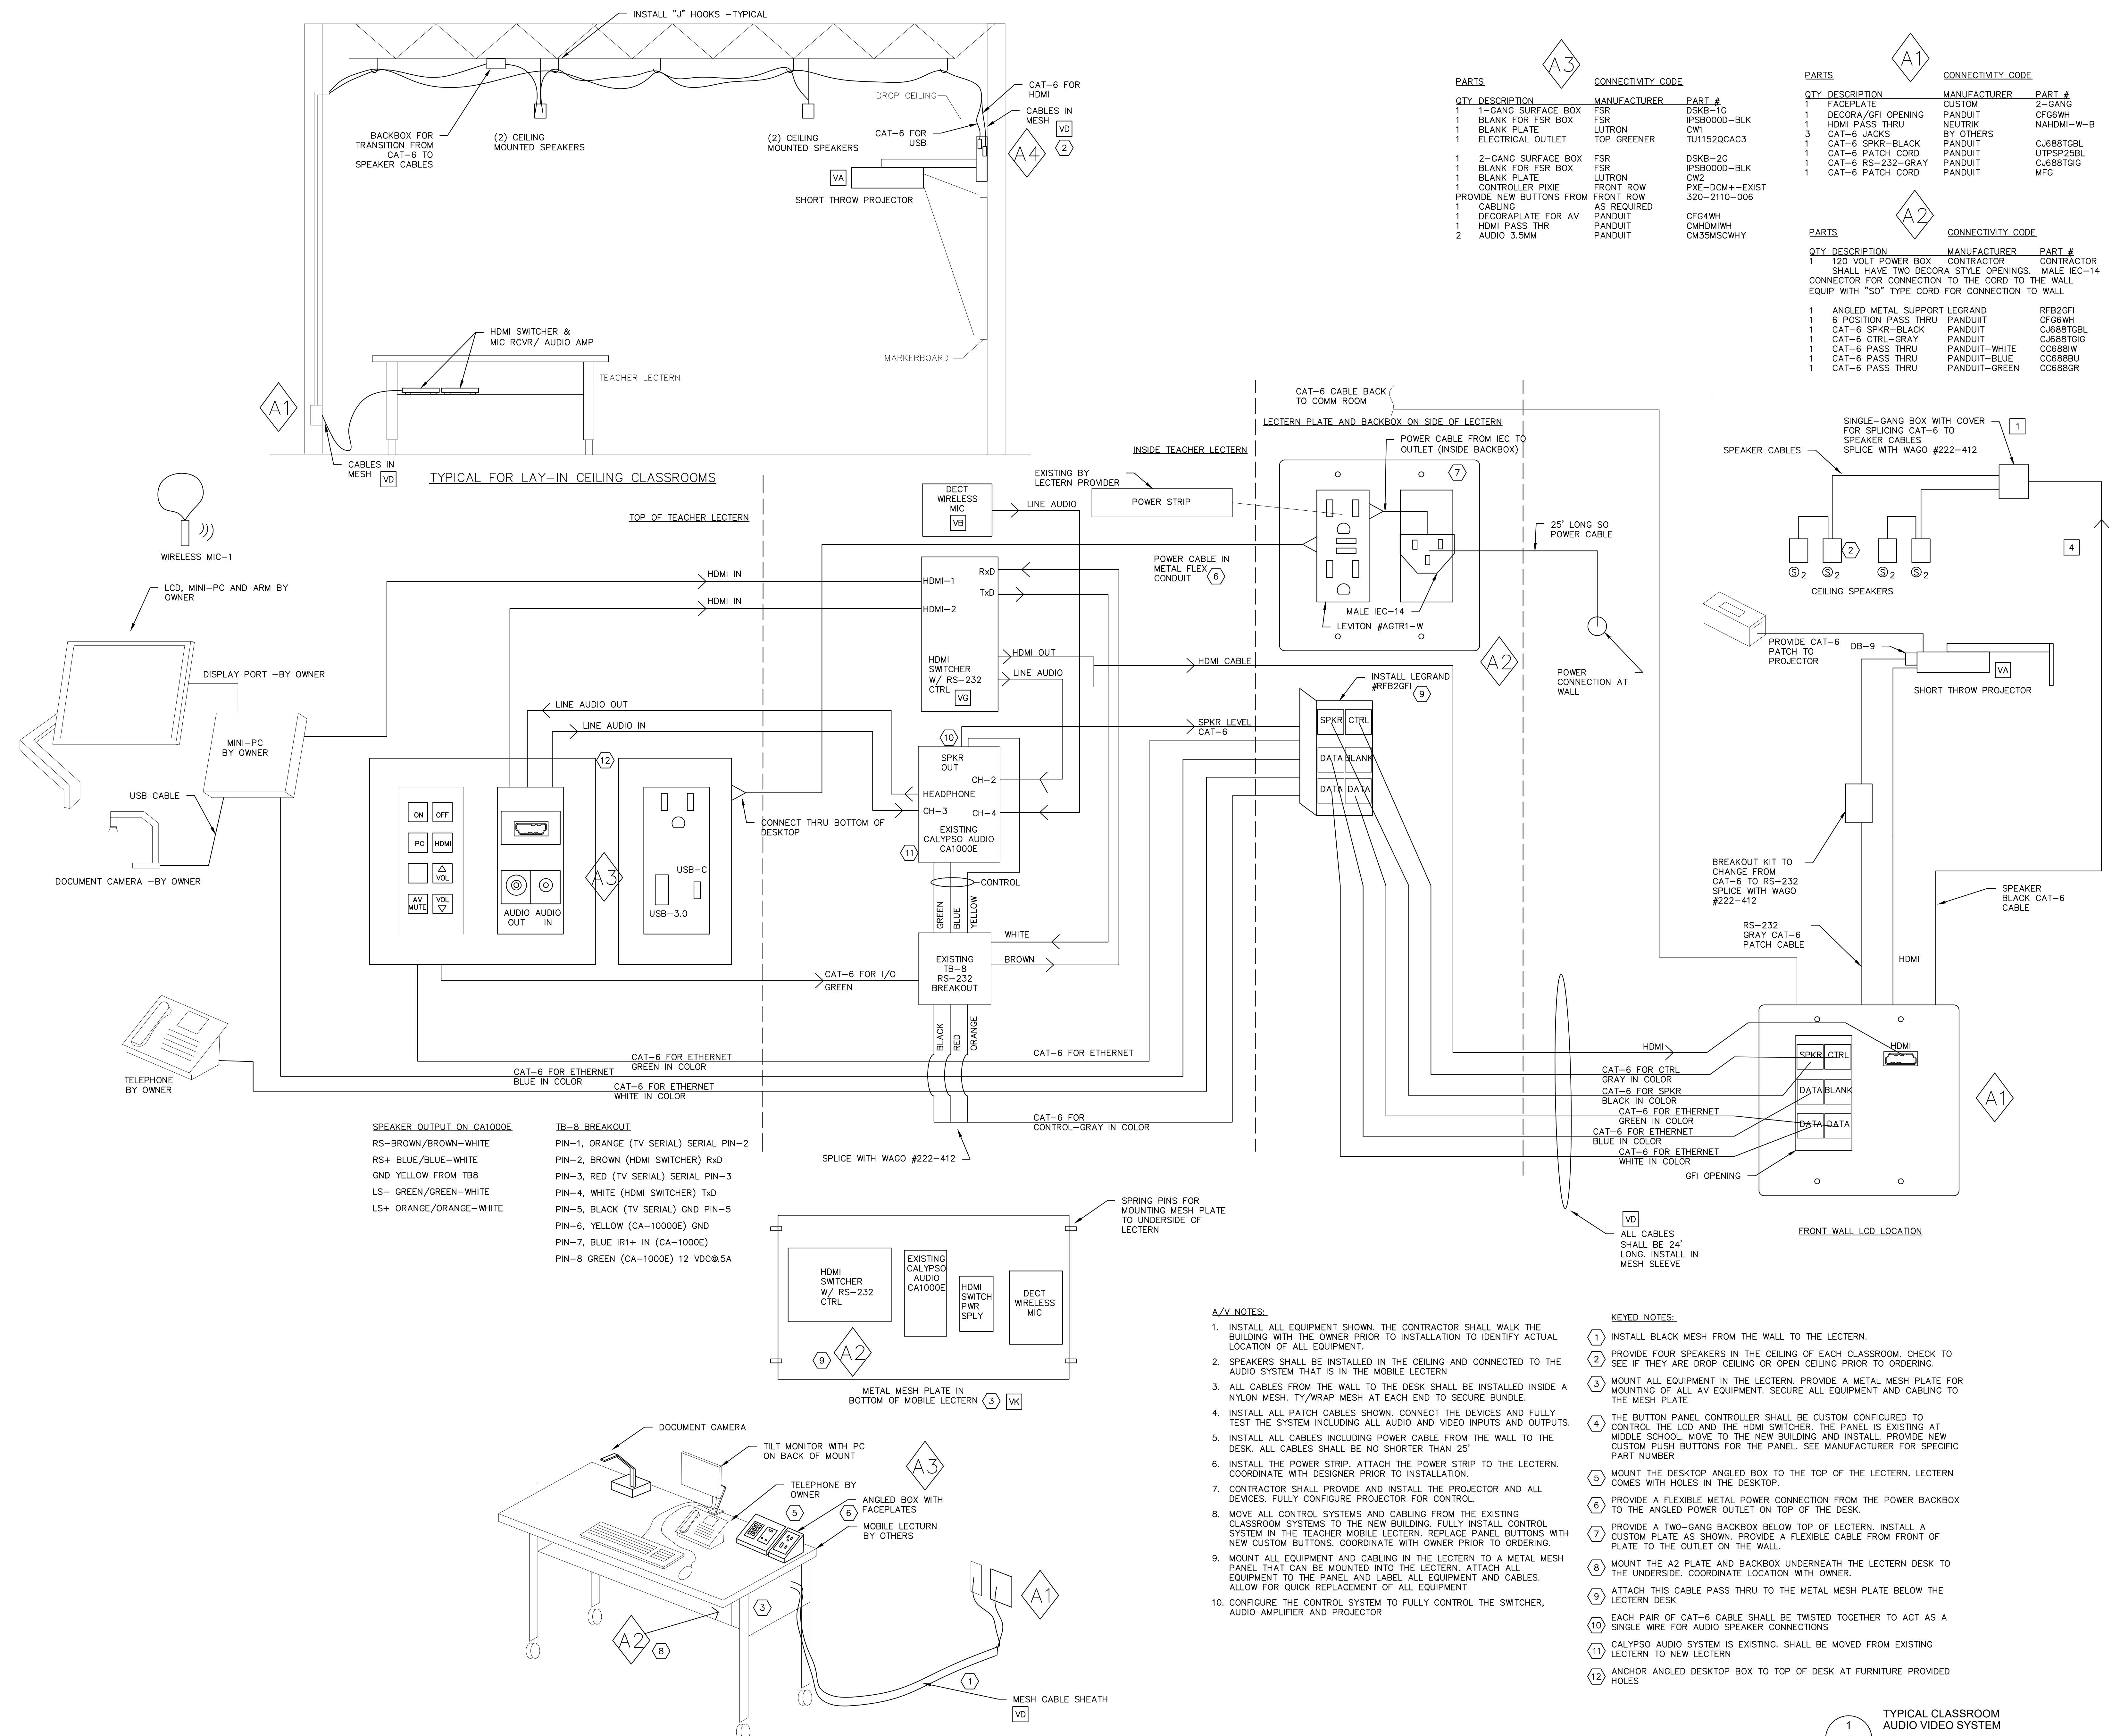 INSTALL "J" HOOKS -TYPICAL
CAT-6 FOR
HDMI
DROP CEILING
CABLES IN
MESH
VD
2
A4
BACKBOX FOR
TRANSITION FROM
CAT-6 TO
SPEAKER CABLES
(2) CEILING
MOUNTED SPEAKERS
(2) CEILING
MOUNTED SPEAKERS
CAT-6 FOR
USB
VA
SHORT THROW PROJECTOR
HDMI SWITCHER &
MIC RCVR/ AUDIO AMP
MARKERBOARD
TEACHER LECTERN
A1
CABLES IN
MESH
VD
TYPICAL FOR LAY-IN CEILING CLASSROOMS
A3
PARTS CONNECTIVITY CODE
QTY DESCRIPTION MANUFACTURER PART #
1 1-GANG SURFACE BOX FSR DSKB-1G
1 BLANK FOR FSR BOX FSR IPSB000D-BLK
1 BLANK PLATE LUTRON CW1
1 ELECTRICAL OUTLET TOP GREENER TU1152QCAC3
1 2-GANG SURFACE BOX FSR DSKB-2G
1 BLANK FOR FSR BOX FSR IPSB000D-BLK
1 BLANK PLATE LUTRON CW2
1 CONTROLLER PIXIE FRONT ROW PXE-DCM+-EXIST
PROVIDE NEW BUTTONS FROM FRONT ROW 320-2110-006
1 CABLING AS REQUIRED
1 DECORAPLATE FOR AV PANDUIT CFG4WH
1 HDMI PASS THR PANDUIT CMHDMIWH
2 AUDIO 3.5MM PANDUIT CM35MSCWHY
A1
PARTS CONNECTIVITY CODE
QTY DESCRIPTION MANUFACTURER PART #
1 FACEPLATE CUSTOM 2-GANG
1 DECORA/GFI OPENING PANDUIT CFG6WH
1 HDMI PASS THRU NEUTRIK NAHDMI-W-B
3 CAT-6 JACKS BY OTHERS
1 CAT-6 SPKR-BLACK PANDUIT CJ688TGBL
1 CAT-6 PATCH CORD PANDUIT UTPSP25BL
1 CAT-6 RS-232-GRAY PANDUIT CJ688TGIG
1 CAT-6 PATCH CORD PANDUIT MFG
A2
PARTS CONNECTIVITY CODE
QTY DESCRIPTION MANUFACTURER PART #
1 120 VOLT POWER BOX CONTRACTOR CONTRACTOR
SHALL HAVE TWO DECORA STYLE OPENINGS. MALE IEC-14
CONNECTOR FOR CONNECTION TO THE CORD TO THE WALL
EQUIP WITH "SO" TYPE CORD FOR CONNECTION TO WALL
1 ANGLED METAL SUPPORT LEGRAND RFB2GFI
1 6 POSITION PASS THRU PANDUIIT CFG6WH
1 CAT-6 SPKR-BLACK PANDUIT CJ688TGBL
1 CAT-6 CTRL-GRAY PANDUIT CJ688TGIG
1 CAT-6 PASS THRU PANDUIT-WHITE CC688IW
1 CAT-6 PASS THRU PANDUIT-BLUE CC688BU
1 CAT-6 PASS THRU PANDUIT-GREEN CC688GR
WIRELESS MIC-1
LCD, MINI-PC AND ARM BY
OWNER
DISPLAY PORT -BY OWNER
MINI-PC
BY OWNER
USB CABLE
DOCUMENT CAMERA -BY OWNER
TELEPHONE
BY OWNER
TOP OF TEACHER LECTERN
HDMI IN
HDMI IN
LINE AUDIO OUT
LINE AUDIO IN
12
ON OFF
PC HDMI
VOL
AV
MUTE
VOL
AUDIO
OUT
AUDIO
IN
A3
USB-C
USB-3.0
CONNECT THRU BOTTOM OF
DESKTOP
CAT-6 FOR I/O
GREEN
CAT-6 FOR ETHERNET
GREEN IN COLOR
CAT-6 FOR ETHERNET
BLUE IN COLOR
CAT-6 FOR ETHERNET
WHITE IN COLOR
INSIDE TEACHER LECTERN
DECT
WIRELESS
MIC
VB
LINE AUDIO
EXISTING BY
LECTERN PROVIDER
POWER STRIP
HDMI-1
RxD
TxD
HDMI-2
HDMI
SWITCHER
W/ RS-232
CTRL
VG
HDMI OUT
LINE AUDIO
HDMI CABLE
POWER CABLE IN
METAL FLEX
CONDUIT
6
SPKR LEVEL
CAT-6
10
SPKR
OUT
CH-2
HEADPHONE
CH-3
CH-4
EXISTING
CALYPSO AUDIO
CA1000E
11
CONTROL
GREEN
BLUE
YELLOW
WHITE
BROWN
EXISTING
TB-8
RS-232
BREAKOUT
BLACK
RED
ORANGE
CAT-6 FOR ETHERNET
CAT-6 FOR
CONTROL-GRAY IN COLOR
SPLICE WITH WAGO #222-412
CAT-6 CABLE BACK
TO COMM ROOM
LECTERN PLATE AND BACKBOX ON SIDE OF LECTERN
POWER CABLE FROM IEC TO
OUTLET (INSIDE BACKBOX)
7
MALE IEC-14
LEVITON #AGTR1-W
A2
25' LONG SO
POWER CABLE
POWER
CONNECTION AT
WALL
INSTALL LEGRAND
#RFB2GFI
9
SPKR CTRL
DATA BLANK
DATA DATA
SINGLE-GANG BOX WITH COVER
FOR SPLICING CAT-6 TO
SPEAKER CABLES
SPLICE WITH WAGO #222-412
1
SPEAKER CABLES
4
2
S 2 S 2 S 2 S 2
CEILING SPEAKERS
PROVIDE CAT-6
PATCH TO
PROJECTOR
DB-9
VA
SHORT THROW PROJECTOR
BREAKOUT KIT TO
CHANGE FROM
CAT-6 TO RS-232
SPLICE WITH WAGO
#222-412
SPEAKER
BLACK CAT-6
CABLE
RS-232
GRAY CAT-6
PATCH CABLE
HDMI
HDMI
CAT-6 FOR CTRL
GRAY IN COLOR
CAT-6 FOR SPKR
BLACK IN COLOR
CAT-6 FOR ETHERNET
GREEN IN COLOR
CAT-6 FOR ETHERNET
BLUE IN COLOR
CAT-6 FOR ETHERNET
WHITE IN COLOR
GFI OPENING
HDMI
SPKR CTRL
DATA BLANK
DATA DATA
A1
FRONT WALL LCD LOCATION
VD
ALL CABLES
SHALL BE 24'
LONG. INSTALL IN
MESH SLEEVE
SPEAKER OUTPUT ON CA1000E
RS-BROWN/BROWN-WHITE
RS+ BLUE/BLUE-WHITE
GND YELLOW FROM TB8
LS- GREEN/GREEN-WHITE
LS+ ORANGE/ORANGE-WHITE
TB-8 BREAKOUT
PIN-1, ORANGE (TV SERIAL) SERIAL PIN-2
PIN-2, BROWN (HDMI SWITCHER) RxD
PIN-3, RED (TV SERIAL) SERIAL PIN-3
PIN-4, WHITE (HDMI SWITCHER) TxD
PIN-5, BLACK (TV SERIAL) GND PIN-5
PIN-6, YELLOW (CA-10000E) GND
PIN-7, BLUE IR1+ IN (CA-1000E)
PIN-8 GREEN (CA-1000E) 12 VDC@.5A
SPRING PINS FOR
MOUNTING MESH PLATE
TO UNDERSIDE OF
LECTERN
HDMI
SWITCHER
W/ RS-232
CTRL
EXISTING
CALYPSO
AUDIO
CA1000E
HDMI
SWITCH
PWR
SPLY
DECT
WIRELESS
MIC
9
A2
METAL MESH PLATE IN
BOTTOM OF MOBILE LECTERN
3
VK
DOCUMENT CAMERA
TILT MONITOR WITH PC
ON BACK OF MOUNT
A3
TELEPHONE BY
OWNER
5
6
ANGLED BOX WITH
FACEPLATES
MOBILE LECTURN
BY OTHERS
3
A1
A2
8
1
MESH CABLE SHEATH
VD
A/V NOTES:
1. INSTALL ALL EQUIPMENT SHOWN. THE CONTRACTOR SHALL WALK THE
BUILDING WITH THE OWNER PRIOR TO INSTALLATION TO IDENTIFY ACTUAL
LOCATION OF ALL EQUIPMENT.
2. SPEAKERS SHALL BE INSTALLED IN THE CEILING AND CONNECTED TO THE
AUDIO SYSTEM THAT IS IN THE MOBILE LECTERN
3. ALL CABLES FROM THE WALL TO THE DESK SHALL BE INSTALLED INSIDE A
NYLON MESH. TY/WRAP MESH AT EACH END TO SECURE BUNDLE.
4. INSTALL ALL PATCH CABLES SHOWN. CONNECT THE DEVICES AND FULLY
TEST THE SYSTEM INCLUDING ALL AUDIO AND VIDEO INPUTS AND OUTPUTS.
5. INSTALL ALL CABLES INCLUDING POWER CABLE FROM THE WALL TO THE
DESK. ALL CABLES SHALL BE NO SHORTER THAN 25'
6. INSTALL THE POWER STRIP. ATTACH THE POWER STRIP TO THE LECTERN.
COORDINATE WITH DESIGNER PRIOR TO INSTALLATION.
7. CONTRACTOR SHALL PROVIDE AND INSTALL THE PROJECTOR AND ALL
DEVICES. FULLY CONFIGURE PROJECTOR FOR CONTROL.
8. MOVE ALL CONTROL SYSTEMS AND CABLING FROM THE EXISTING
CLASSROOM SYSTEMS TO THE NEW BUILDING. FULLY INSTALL CONTROL
SYSTEM IN THE TEACHER MOBILE LECTERN. REPLACE PANEL BUTTONS WITH
NEW CUSTOM BUTTONS. COORDINATE WITH OWNER PRIOR TO ORDERING.
9. MOUNT ALL EQUIPMENT AND CABLING IN THE LECTERN TO A METAL MESH
PANEL THAT CAN BE MOUNTED INTO THE LECTERN. ATTACH ALL
EQUIPMENT TO THE PANEL AND LABEL ALL EQUIPMENT AND CABLES.
ALLOW FOR QUICK REPLACEMENT OF ALL EQUIPMENT
10. CONFIGURE THE CONTROL SYSTEM TO FULLY CONTROL THE SWITCHER,
AUDIO AMPLIFIER AND PROJECTOR
KEYED NOTES:
1 INSTALL BLACK MESH FROM THE WALL TO THE LECTERN.
2 PROVIDE FOUR SPEAKERS IN THE CEILING OF EACH CLASSROOM. CHECK TO
SEE IF THEY ARE DROP CEILING OR OPEN CEILING PRIOR TO ORDERING.
3 MOUNT ALL EQUIPMENT IN THE LECTERN. PROVIDE A METAL MESH PLATE FOR
MOUNTING OF ALL AV EQUIPMENT. SECURE ALL EQUIPMENT AND CABLING TO
THE MESH PLATE
4 THE BUTTON PANEL CONTROLLER SHALL BE CUSTOM CONFIGURED TO
CONTROL THE LCD AND THE HDMI SWITCHER. THE PANEL IS EXISTING AT
MIDDLE SCHOOL. MOVE TO THE NEW BUILDING AND INSTALL. PROVIDE NEW
CUSTOM PUSH BUTTONS FOR THE PANEL. SEE MANUFACTURER FOR SPECIFIC
PART NUMBER
5 MOUNT THE DESKTOP ANGLED BOX TO THE TOP OF THE LECTERN. LECTERN
COMES WITH HOLES IN THE DESKTOP.
6 PROVIDE A FLEXIBLE METAL POWER CONNECTION FROM THE POWER BACKBOX
TO THE ANGLED POWER OUTLET ON TOP OF THE DESK.
7 PROVIDE A TWO-GANG BACKBOX BELOW TOP OF LECTERN. INSTALL A
CUSTOM PLATE AS SHOWN. PROVIDE A FLEXIBLE CABLE FROM FRONT OF
PLATE TO THE OUTLET ON THE WALL.
8 MOUNT THE A2 PLATE AND BACKBOX UNDERNEATH THE LECTERN DESK TO
THE UNDERSIDE. COORDINATE LOCATION WITH OWNER.
9 ATTACH THIS CABLE PASS THRU TO THE METAL MESH PLATE BELOW THE
LECTERN DESK
10 EACH PAIR OF CAT-6 CABLE SHALL BE TWISTED TOGETHER TO ACT AS A
SINGLE WIRE FOR AUDIO SPEAKER CONNECTIONS
11 CALYPSO AUDIO SYSTEM IS EXISTING. SHALL BE MOVED FROM EXISTING
LECTERN TO NEW LECTERN
12 ANCHOR ANGLED DESKTOP BOX TO TOP OF DESK AT FURNITURE PROVIDED
HOLES
1
TYPICAL CLASSROOM
AUDIO VIDEO SYSTEM